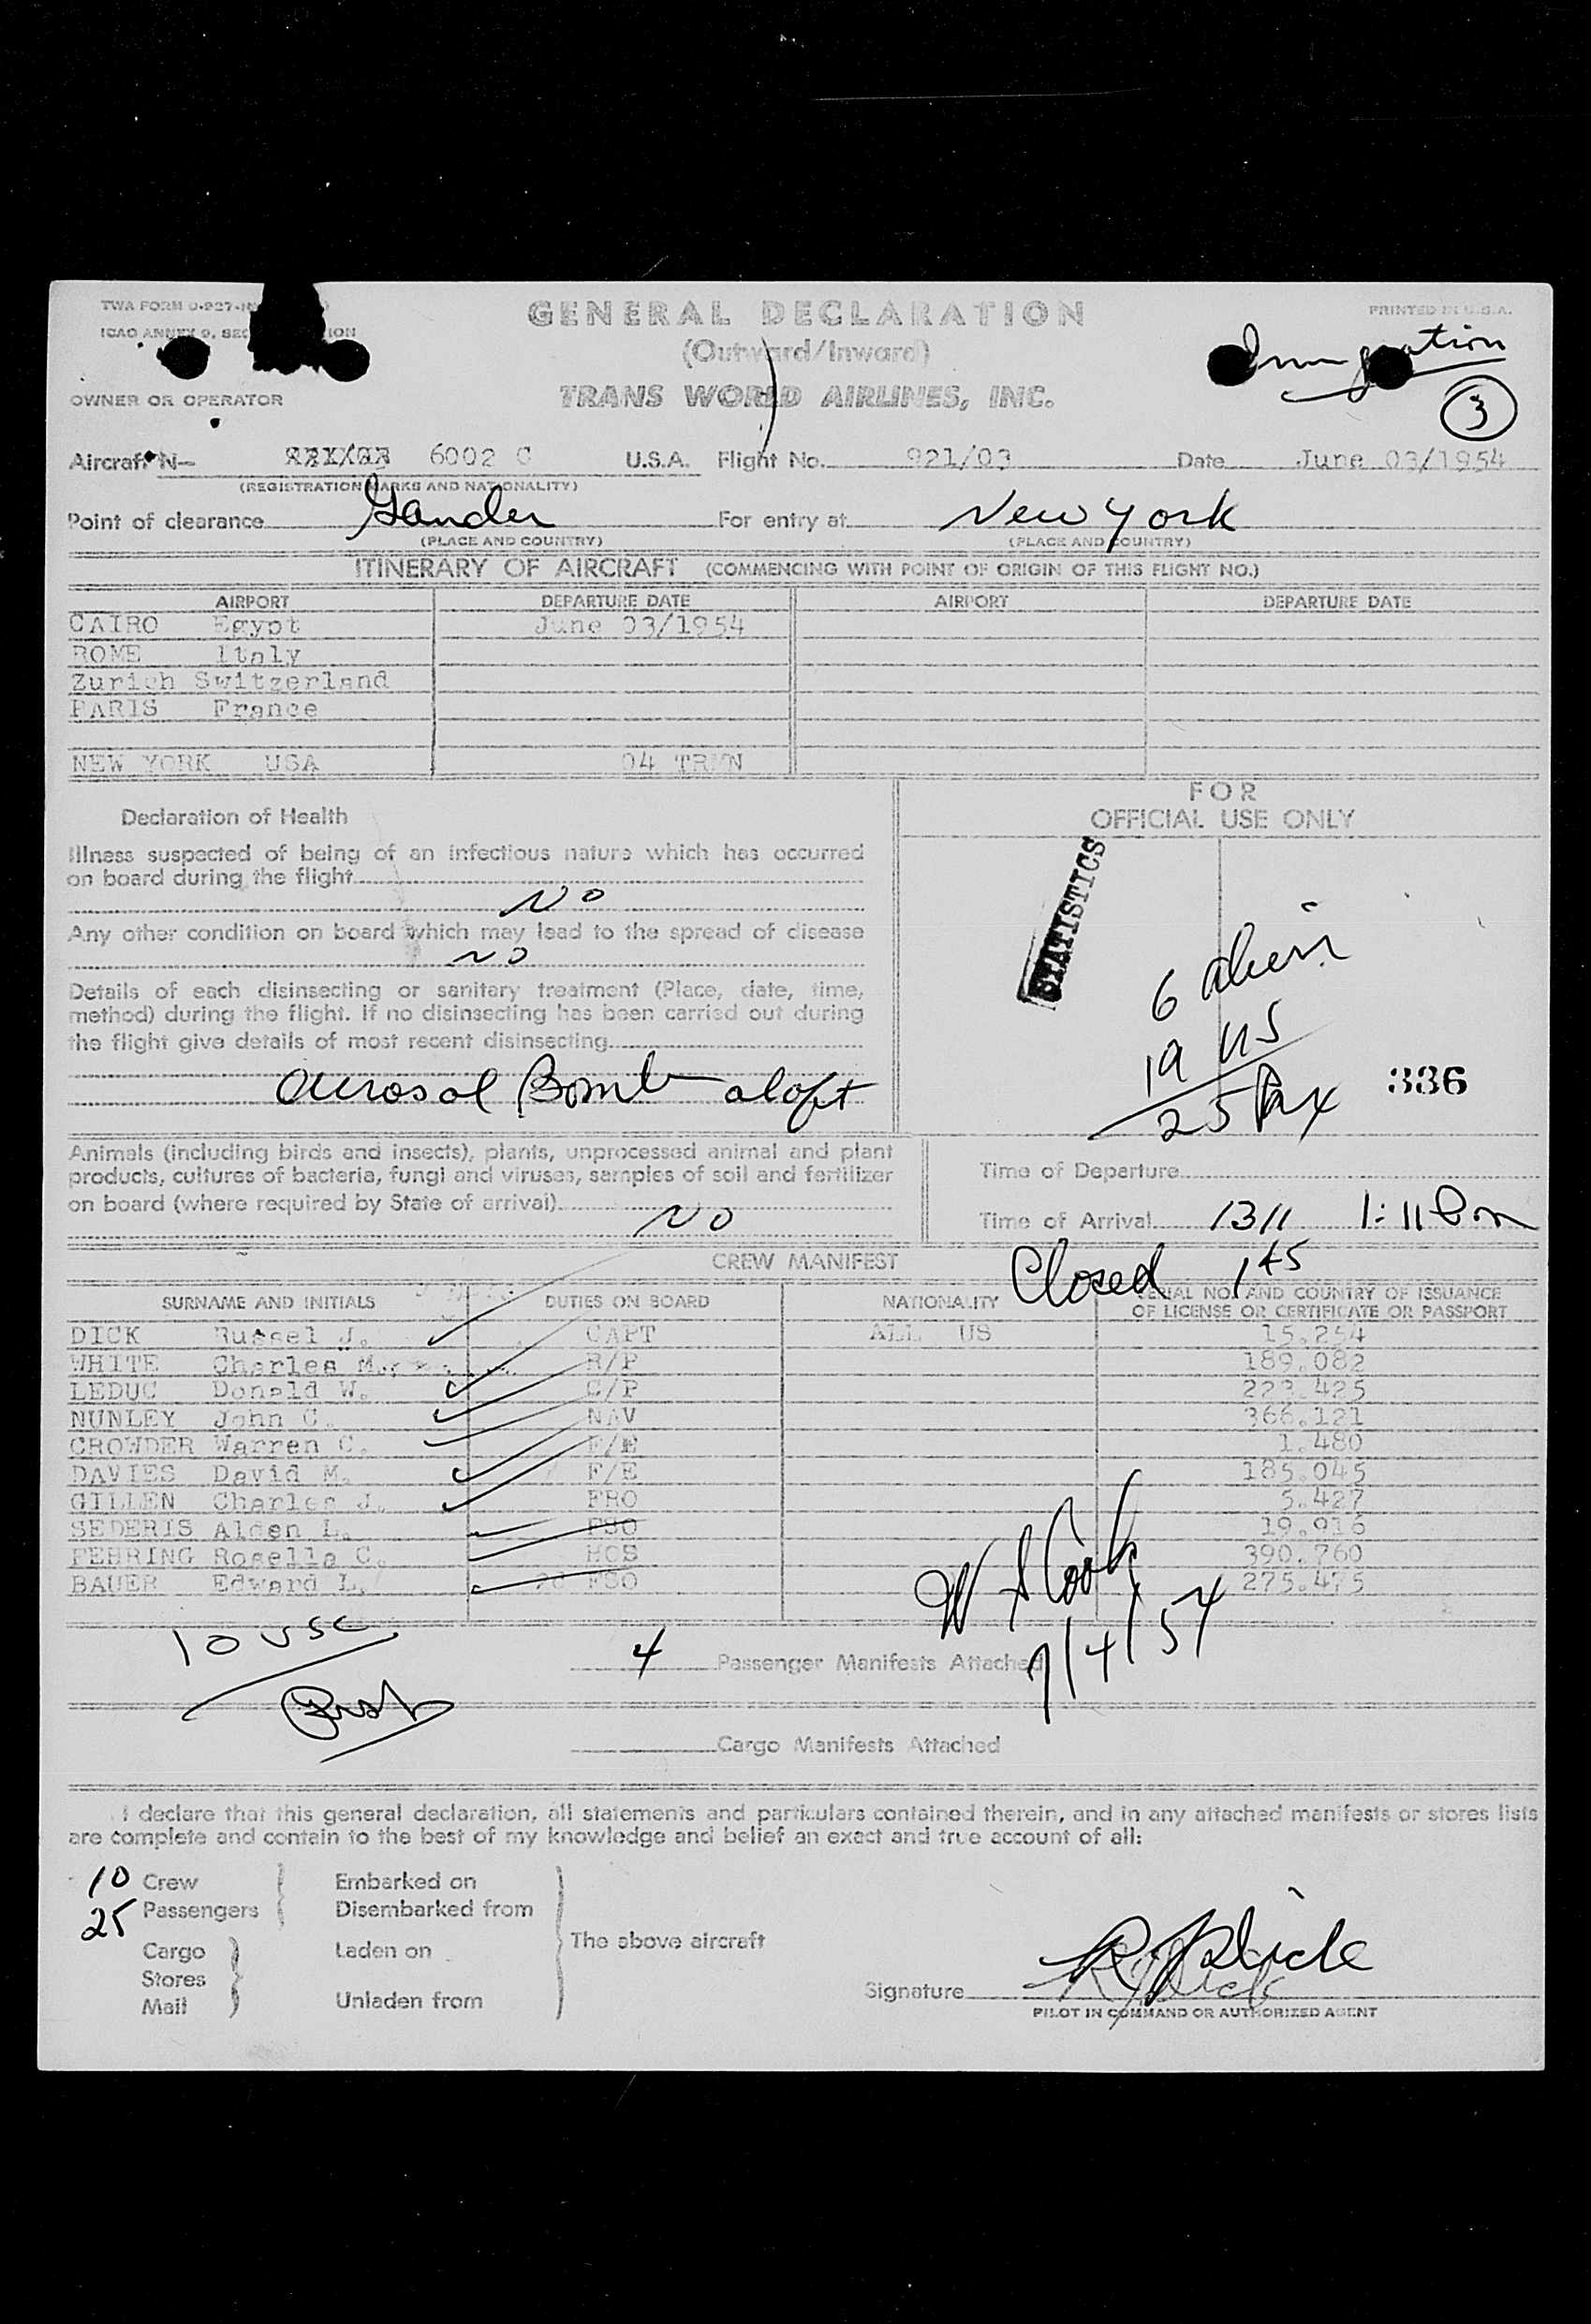 TWA FORM
PRINTED IN U.S.A.
ICAO ANNEX 9,
GENERAL DECLARATION
(Outward/Inward)
TRANS WORLD AIRLINES, INC.
Immigration
3
OWNER OR OPERATOR
Aircraft N— 6002 C U.S.A. Flight No. 921/03 Date June 03/1954
(REGISTRATION MARKS AND NATIONALITY)
Point of clearance Gander For entry at New York
(PLACE AND COUNTRY) (PLACE AND COUNTRY)
ITINERARY OF AIRCRAFT (COMMENCING WITH POINT OF ORIGIN OF THIS FLIGHT NO.)
AIRPORT DEPARTURE DATE AIRPORT DEPARTURE DATE
CAIRO Egypt June 03/1954
ROME Italy
Zurich Switzerland
PARIS France
NEW YORK USA 04
Declaration of Health
Illness suspected of being of an infectious nature which has occurred
on board during the flight
NO
Any other condition on board which may lead to the spread of disease
NO
Details of each disinsecting or sanitary treatment (Place, date, time,
method) during the flight. If no disinsecting has been carried out during
the flight give details of most recent disinsecting
Aerosol Bomb aloft
FOR
OFFICIAL USE ONLY
STATISTICS
6 alien
19 US
25 Pax
336
Animals (including birds and insects), plants, unprocessed animal and plant
products, cultures of bacteria, fungi and viruses, samples of soil and fertilizer
on board (where required by State of arrival)
NO
Time of Departure
Time of Arrival 1311 1:11 Pm
Closed 145
CREW MANIFEST
SURNAME AND INITIALS DUTIES ON BOARD NATIONALITY SERIAL NO. AND COUNTRY OF ISSUANCE
OF LICENSE OR CERTIFICATE OR PASSPORT
DICK Russel J. CAPT ALL US 15.254
WHITE Charles M. R/P 189.082
LEDUC Donald W. C/P 223.425
NUNLEY John C. NAV 366.121
CROWDER Warren C. F/E 1.480
DAVIES David M. F/E 185.045
GILLEN Charles J. FRO 5.427
SEDERIS Alden L. FSO 19.916
FEHRING Rosella C. HOS 390.760
BAUER Edward L. FSO 275.475
10 USC
W S Cook
4 Passenger Manifests Attached
Cargo Manifests Attached
I declare that this general declaration, all statements and particulars contained therein, and in any attached manifests or stores lists
are complete and contain to the best of my knowledge and belief an exact and true account of all:
10 Crew Embarked on
25 Passengers Disembarked from
The above aircraft
Cargo Laden on
Stores
Mail Unladen from
Signature R J Dick
PILOT IN COMMAND OR AUTHORIZED AGENT